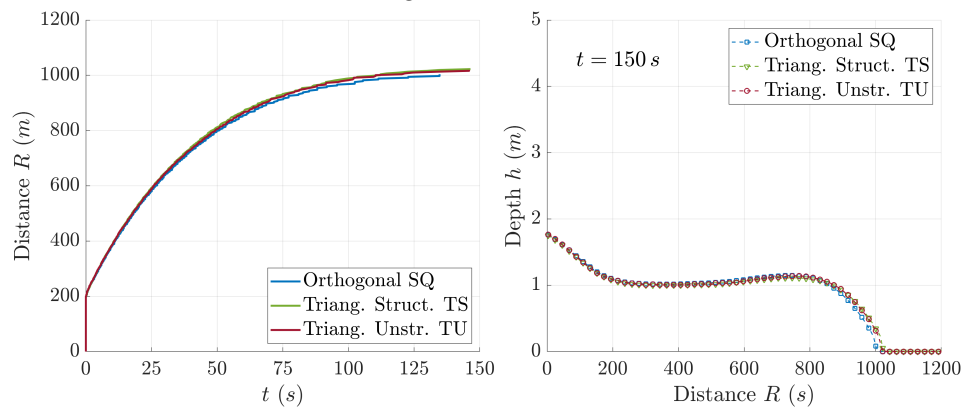 1200
1000
800
600
400
200
0
Distance R (m)
0 25 50 75 100 125 150
t (s)
Orthogonal SQ
Triang. Struct. TS
Triang. Unstr. TU
5
4
3
2
1
0
Depth h (m)
t = 150 s
Orthogonal SQ
Triang. Struct. TS
Triang. Unstr. TU
0 200 400 600 800 1000 1200
Distance R (s)